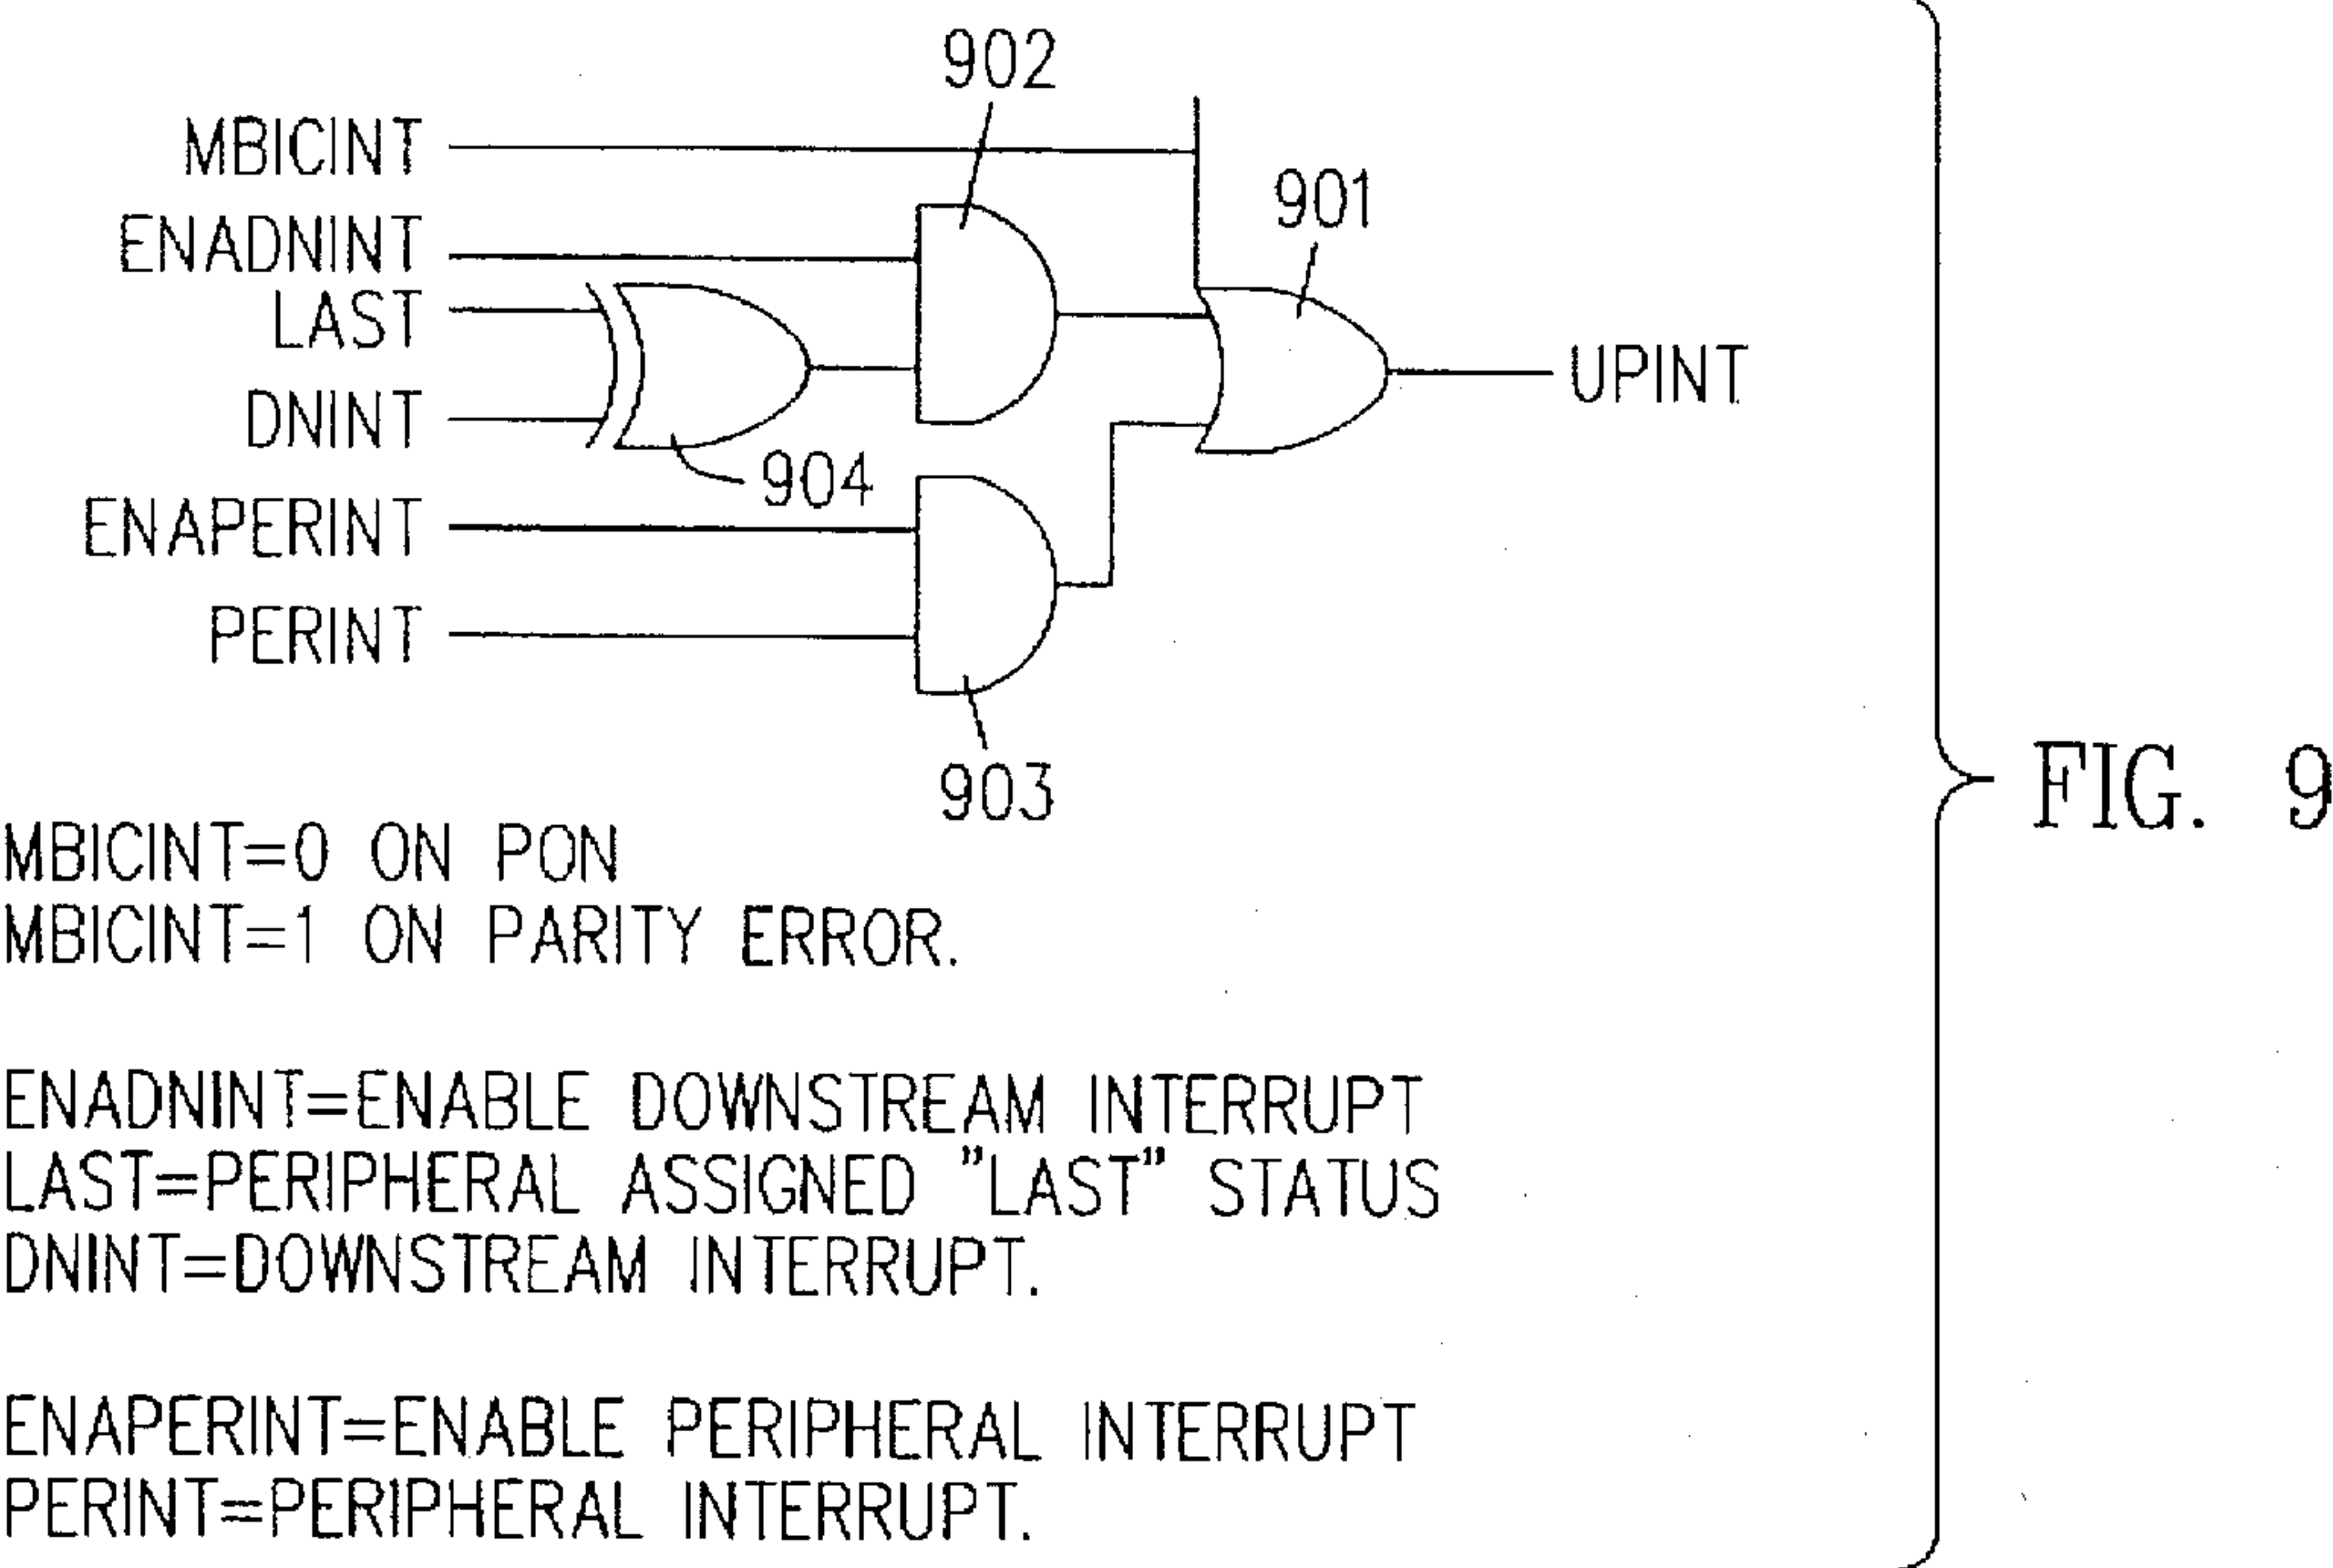 902
MBICINT
901
ENADNINT
LAST
UPINT
DNINT
904
ENAPERINT
PERINT
903
FIG. 9
MBICINT=0 ON PON
MBICINT=1 ON PARITY ERROR.
ENADNINT=ENABLE DOWNSTREAM INTERRUPT
LAST=PERIPHERAL ASSIGNED "LAST" STATUS
DNINT=DOWNSTREAM INTERRUPT.
ENAPERINT=ENABLE PERIPHERAL INTERRUPT
PERINT=PERIPHERAL INTERRUPT.